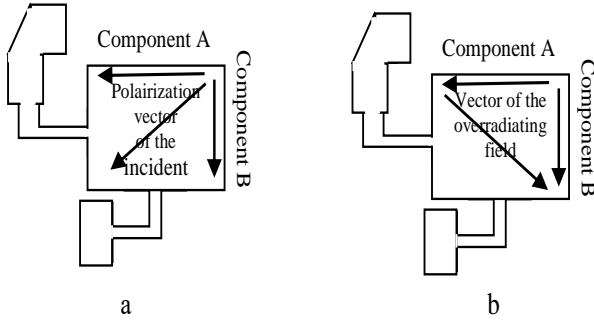 Component A
Polairization
vector
of the
incident
Component B
a
Component A
Vector of the
overradiating
field
Component B
b